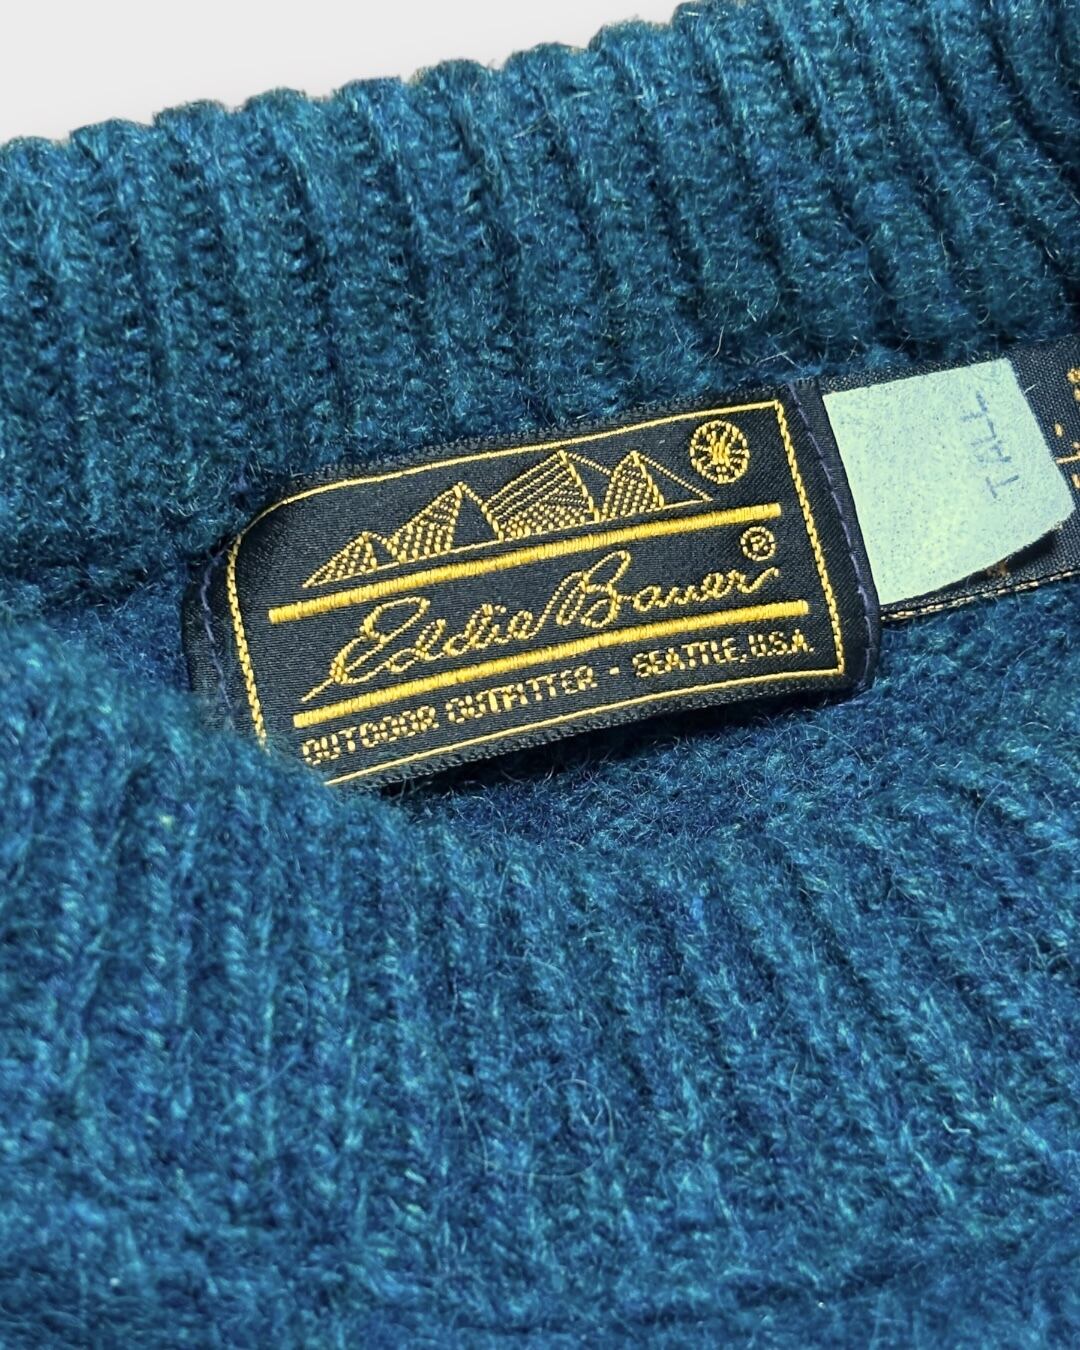 Eddie Bauer®
OUTDOOR OUTFITTER - SEATTLE, U.S.A.
TALL